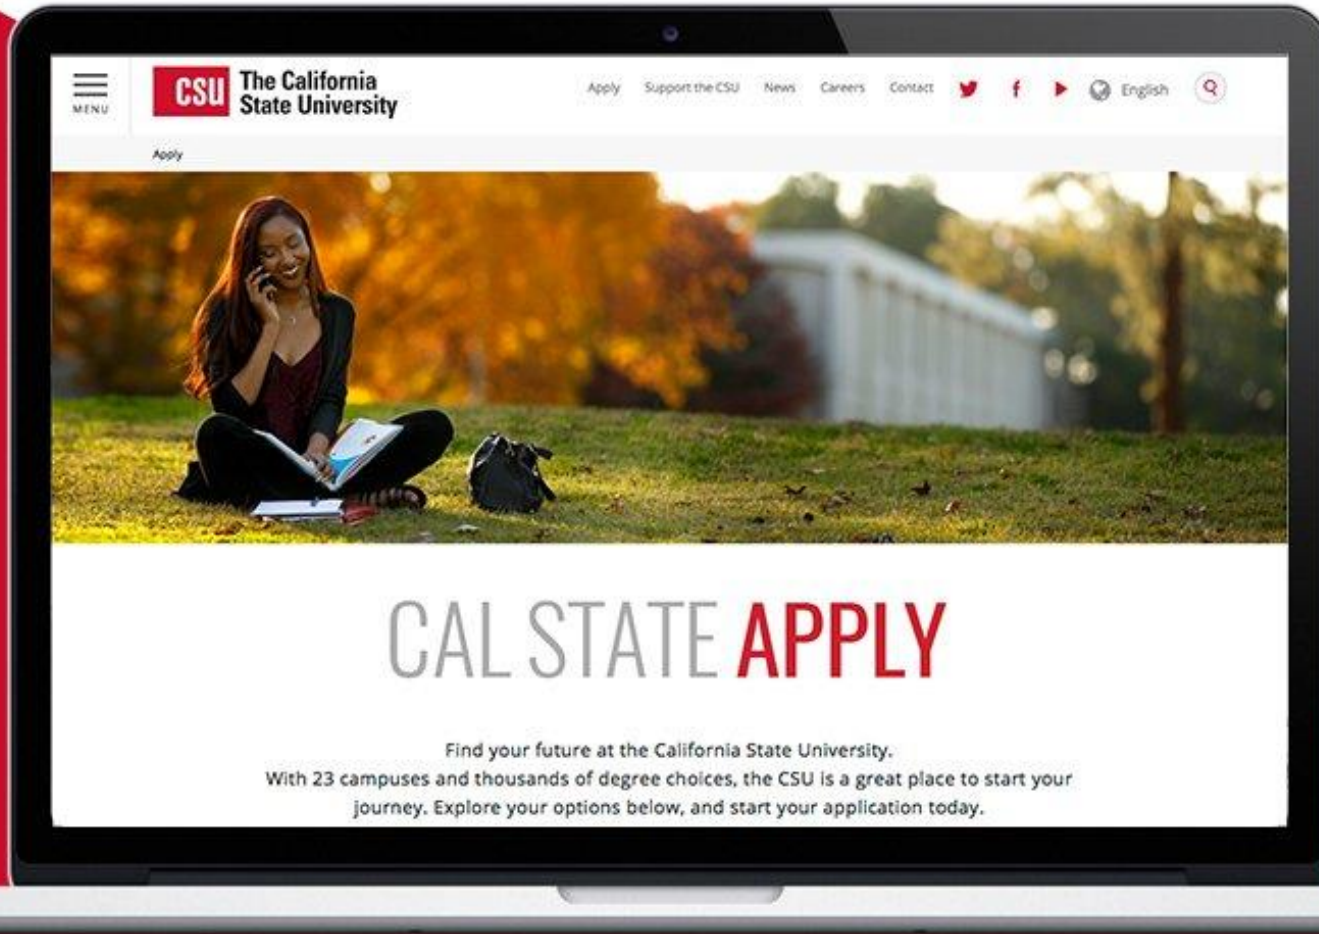 MENU
CSU The California
State University
Apply Support the CSU News Careers Contact English
Apply
CAL STATE APPLY
Find your future at the California State University.
With 23 campuses and thousands of degree choices, the CSU is a great place to start your
journey. Explore your options below, and start your application today.